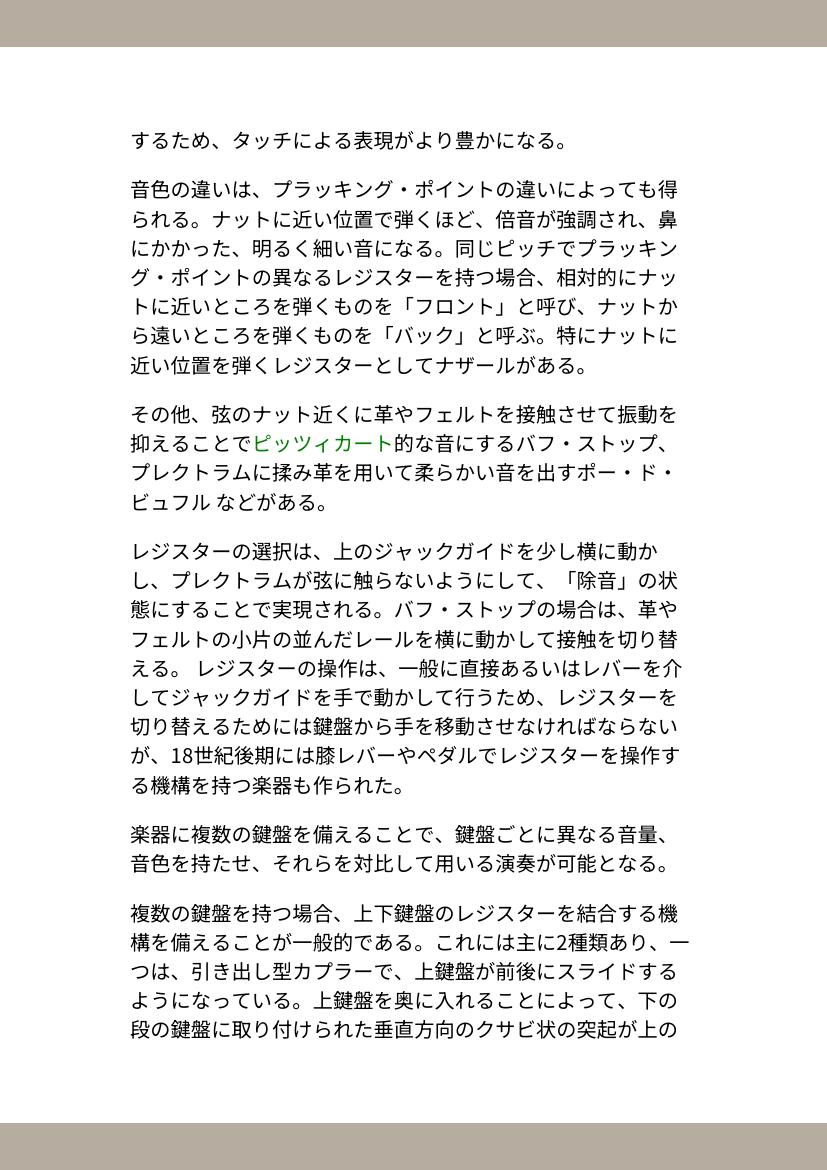 するため、タッチによる表現がより豊かになる。
音色の違いは、プラッキング・ポイントの違いによっても得
られる。ナットに近い位置で弾くほど、倍音が強調され、鼻
にかかった、明るく細い音になる。同じピッチでプラッキン
グ・ポイントの異なるレジスターを持つ場合、相対的にナッ
トに近いところを弾くものを「フロント」と呼び、ナットか
ら遠いところを弾くものを「バック」と呼ぶ。特にナットに
近い位置を弾くレジスターとしてナザールがある。
その他、弦のナット近くに革やフェルトを接触させて振動を
抑えることでピッツィカート的な音にするバフ・ストップ、
プレクトラムに揉み革を用いて柔らかい音を出すポー・ド・
ビュフル などがある。
レジスターの選択は、上のジャックガイドを少し横に動か
し、プレクトラムが弦に触らないようにして、「除音」の状
態にすることで実現される。バフ・ストップの場合は、革や
フェルトの小片の並んだレールを横に動かして接触を切り替
える。 レジスターの操作は、一般に直接あるいはレバーを介
してジャックガイドを手で動かして行うため、レジスターを
切り替えるためには鍵盤から手を移動させなければならない
が、18世紀後期には膝レバーやペダルでレジスターを操作す
る機構を持つ楽器も作られた。
楽器に複数の鍵盤を備えることで、鍵盤ごとに異なる音量、
音色を持たせ、それらを対比して用いる演奏が可能となる。
複数の鍵盤を持つ場合、上下鍵盤のレジスターを結合する機
構を備えることが一般的である。これには主に2種類あり、一
つは、引き出し型カプラーで、上鍵盤が前後にスライドする
ようになっている。上鍵盤を奥に入れることによって、下の
段の鍵盤に取り付けられた垂直方向のクサビ状の突起が上の